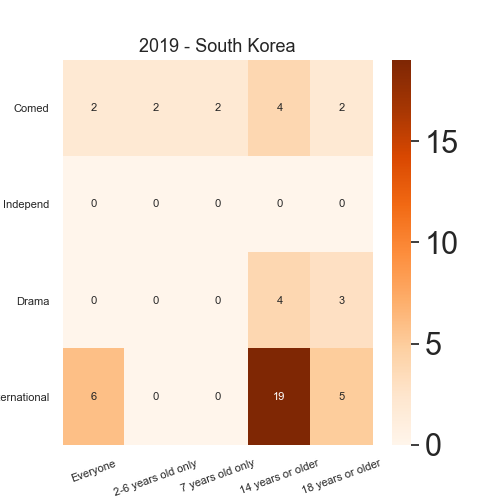 2019 - South Korea
Comed 2 2 2 4 2
Independ 0 0 0 0 0
Drama 0 0 0 4 3
ernational 6 0 0 19 5
Everyone 2-6 years old only 7 years old only 14 years or older 18 years or older
15
10
5
0